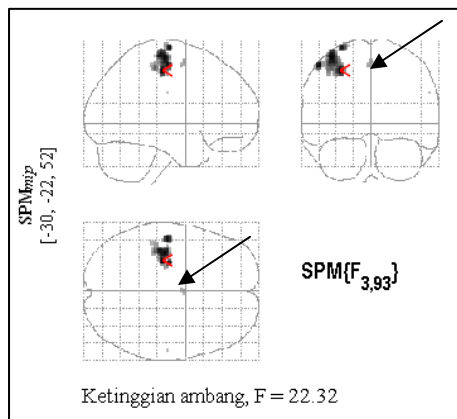 SPMmip
[-30, -22, 52]
SPM{F3,93}
Ketinggian ambang, F = 22.32